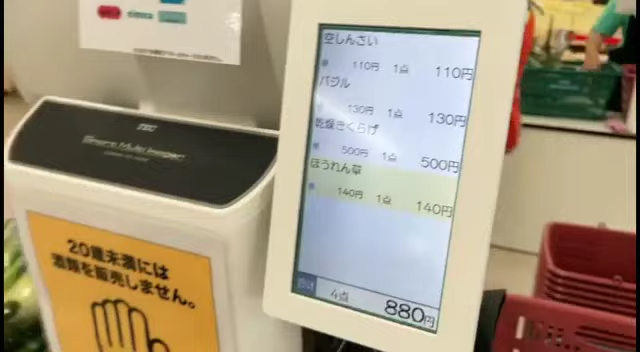 空しんさい
110円 1点 110円
バジル
130円 1点 130円
乾燥きくらげ
500円 1点 500円
ほうれん草
140円 1点 140円
合計 4点 880円
TEC
20歳未満には
酒類を販売しません。